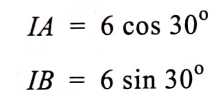 IA = 6 cos 30°
IB = 6 sin 30°